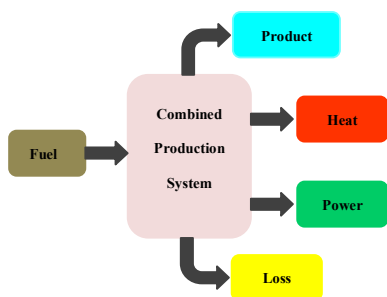 Product
Combined
Production
System
Heat
Fuel
Power
Loss